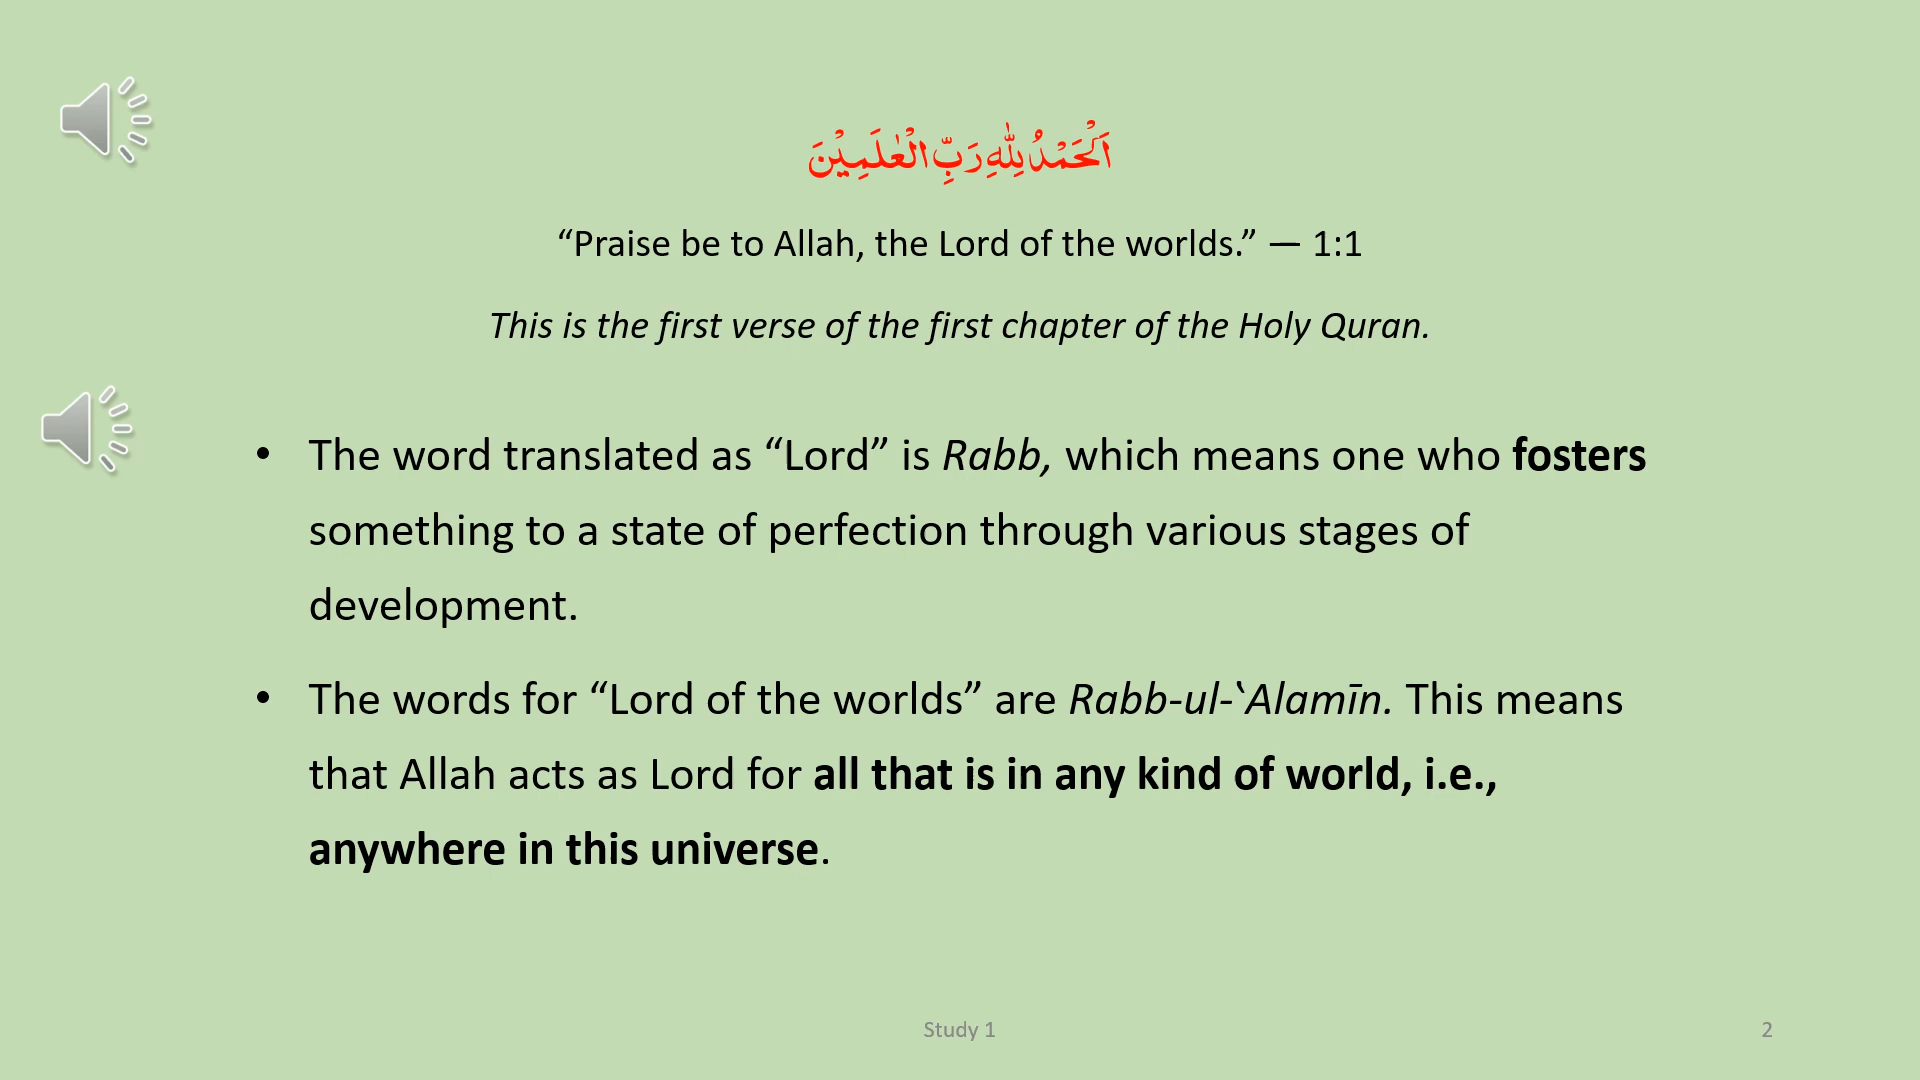 اَلْحَمْدُ لِلّٰهِ رَبِّ الْعٰلَمِيْنَ
“Praise be to Allah, the Lord of the worlds.” — 1:1
This is the first verse of the first chapter of the Holy Quran.
• The word translated as “Lord” is Rabb, which means one who fosters
something to a state of perfection through various stages of
development.
• The words for “Lord of the worlds” are Rabb-ul-‛Alamīn. This means
that Allah acts as Lord for all that is in any kind of world, i.e.,
anywhere in this universe.
Study 1
2